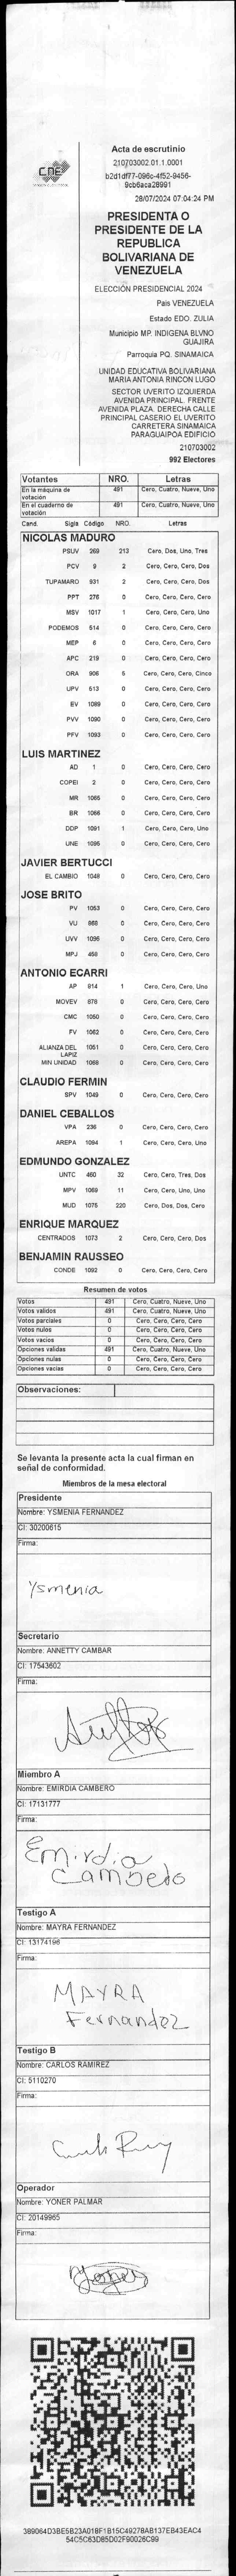 CNE
Acta de escrutinio
210703002.01.1.0001
b2d1df77-096c-4f52-9456-
9cb6aca28991
28/07/2024 07:04:24 PM
PRESIDENTA O
PRESIDENTE DE LA
REPUBLICA
BOLIVARIANA DE
VENEZUELA
ELECCIÓN PRESIDENCIAL 2024
País VENEZUELA
Estado EDO. ZULIA
Municipio MP. INDIGENA BLVNO
GUAJIRA
Parroquia PQ. SINAMAICA
UNIDAD EDUCATIVA BOLIVARIANA
MARIA ANTONIA RINCON LUGO
SECTOR UVERITO IZQUIERDA
AVENIDA PRINCIPAL. FRENTE
AVENIDA PLAZA. DERECHA CALLE
PRINCIPAL CASERIO EL UVERITO
CARRETERA SINAMAICA
PARAGUAIPOA EDIFICIO
210703002
992 Electores
Votantes NRO. Letras
En la máquina de votación 491 Cero, Cuatro, Nueve, Uno
En el cuaderno de votación 491 Cero, Cuatro, Nueve, Uno
Cand. Sigla Código NRO. Letras
NICOLAS MADURO
PSUV 269 213 Cero, Dos, Uno, Tres
PCV 9 2 Cero, Cero, Cero, Dos
TUPAMARO 931 2 Cero, Cero, Cero, Dos
PPT 276 0 Cero, Cero, Cero, Cero
MSV 1017 1 Cero, Cero, Cero, Uno
PODEMOS 514 0 Cero, Cero, Cero, Cero
MEP 6 0 Cero, Cero, Cero, Cero
APC 219 0 Cero, Cero, Cero, Cero
ORA 906 5 Cero, Cero, Cero, Cinco
UPV 513 0 Cero, Cero, Cero, Cero
EV 1089 0 Cero, Cero, Cero, Cero
PVV 1090 0 Cero, Cero, Cero, Cero
PFV 1093 0 Cero, Cero, Cero, Cero
LUIS MARTINEZ
AD 1 0 Cero, Cero, Cero, Cero
COPEI 2 0 Cero, Cero, Cero, Cero
MR 1065 0 Cero, Cero, Cero, Cero
BR 1066 0 Cero, Cero, Cero, Cero
DDP 1091 1 Cero, Cero, Cero, Uno
UNE 1095 0 Cero, Cero, Cero, Cero
JAVIER BERTUCCI
EL CAMBIO 1048 0 Cero, Cero, Cero, Cero
JOSE BRITO
PV 1053 0 Cero, Cero, Cero, Cero
VU 868 0 Cero, Cero, Cero, Cero
UVV 1096 0 Cero, Cero, Cero, Cero
MPJ 458 0 Cero, Cero, Cero, Cero
ANTONIO ECARRI
AP 814 1 Cero, Cero, Cero, Uno
MOVEV 878 0 Cero, Cero, Cero, Cero
CMC 1050 0 Cero, Cero, Cero, Cero
FV 1062 0 Cero, Cero, Cero, Cero
ALIANZA DEL LAPIZ 1051 0 Cero, Cero, Cero, Cero
MIN UNIDAD 1068 0 Cero, Cero, Cero, Cero
CLAUDIO FERMIN
SPV 1049 0 Cero, Cero, Cero, Cero
DANIEL CEBALLOS
VPA 236 0 Cero, Cero, Cero, Cero
AREPA 1094 1 Cero, Cero, Cero, Uno
EDMUNDO GONZALEZ
UNTC 460 32 Cero, Cero, Tres, Dos
MPV 1069 11 Cero, Cero, Uno, Uno
MUD 1075 220 Cero, Dos, Dos, Cero
ENRIQUE MARQUEZ
CENTRADOS 1073 2 Cero, Cero, Cero, Dos
BENJAMIN RAUSSEO
CONDE 1092 0 Cero, Cero, Cero, Cero
Resumen de votos
Votos 491 Cero, Cuatro, Nueve, Uno
Votos validos 491 Cero, Cuatro, Nueve, Uno
Votos parciales 0 Cero, Cero, Cero, Cero
Votos nulos 0 Cero, Cero, Cero, Cero
Votos vacios 0 Cero, Cero, Cero, Cero
Opciones validas 491 Cero, Cuatro, Nueve, Uno
Opciones nulas 0 Cero, Cero, Cero, Cero
Opciones vacias 0 Cero, Cero, Cero, Cero
Observaciones:
Se levanta la presente acta la cual firman en
señal de conformidad.
Miembros de la mesa electoral
Presidente
Nombre: YSMENIA FERNANDEZ
CI: 30200615
Firma:
Ysmenia
Secretario
Nombre: ANNETTY CAMBAR
CI: 17543602
Firma:
Miembro A
Nombre: EMIRDIA CAMBERO
CI: 17131777
Firma:
Emirdia
Cambero
Testigo A
Nombre: MAYRA FERNANDEZ
CI: 13174196
Firma:
MAYRA
Fernandez
Testigo B
Nombre: CARLOS RAMIREZ
CI: 5110270
Firma:
Operador
Nombre: YONER PALMAR
CI: 20149965
Firma:
Yoner
389064D3BE5B23A018F1B15C49278AB137EB43EAC4
54C5C63D85D02F90026C99